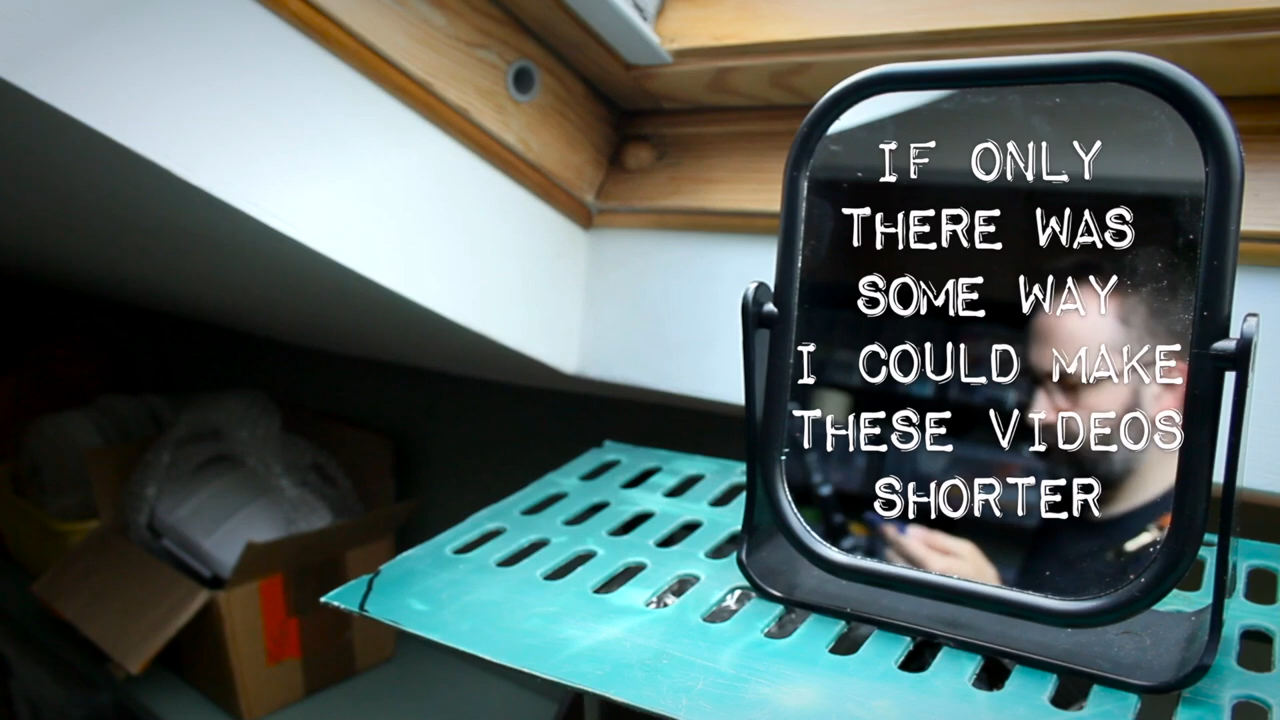 IF ONLY
THERE WAS
SOME WAY
I COULD MAKE
THESE VIDEOS
SHORTER